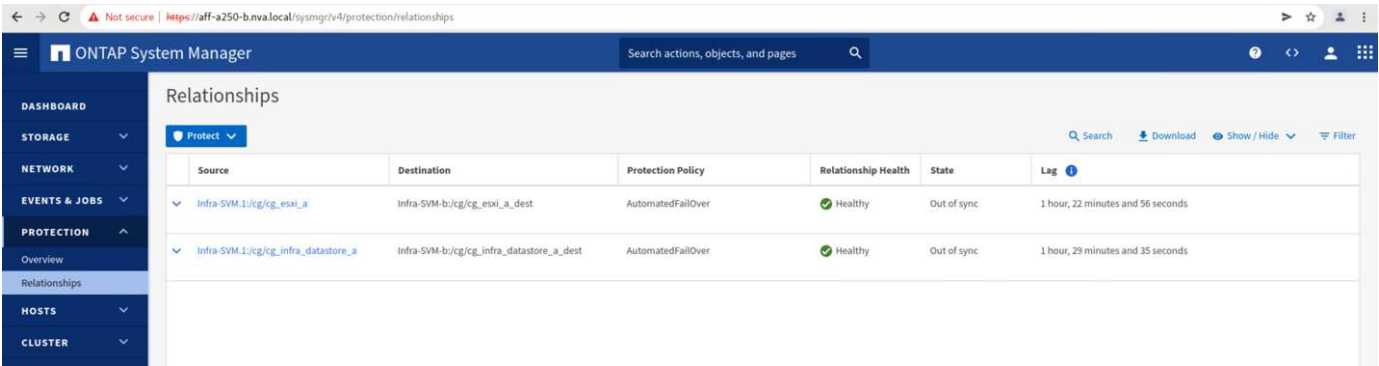 Not secure | https://aff-a250-b.nva.local/sysmgr/v4/protection/relationships
ONTAP System Manager
Search actions, objects, and pages
DASHBOARD
STORAGE
NETWORK
EVENTS & JOBS
PROTECTION
Overview
Relationships
HOSTS
CLUSTER
Relationships
Protect
Search Download Show / Hide Filter
Source Destination Protection Policy Relationship Health State Lag
Infra-SVM.1:/cg/cg_esxi_a Infra-SVM-b:/cg/cg_esxi_a_dest AutomatedFailOver Healthy Out of sync 1 hour, 22 minutes and 56 seconds
Infra-SVM.1:/cg/cg_infra_datastore_a Infra-SVM-b:/cg/cg_infra_datastore_a_dest AutomatedFailOver Healthy Out of sync 1 hour, 29 minutes and 35 seconds